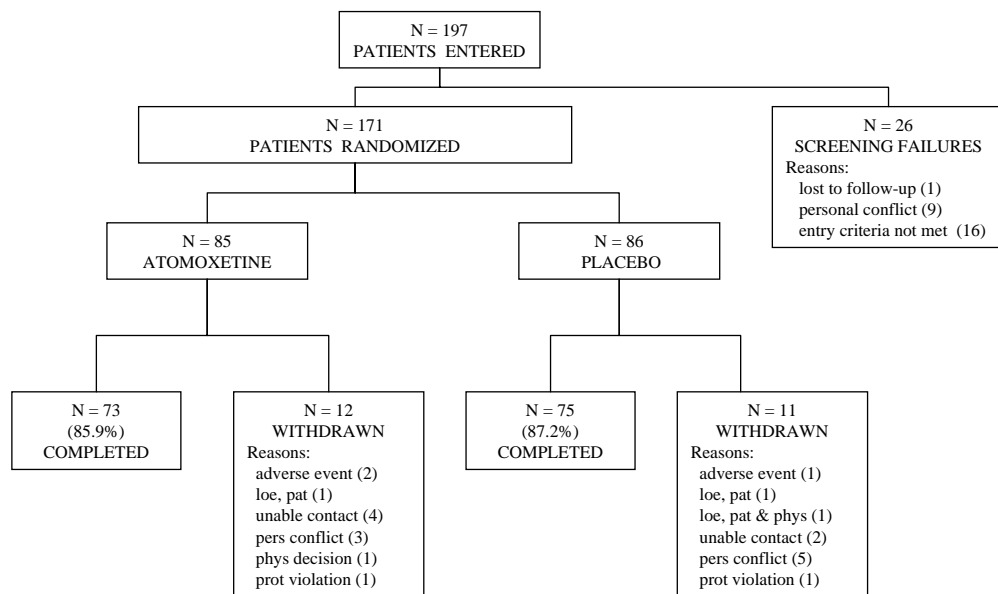 N = 197
PATIENTS ENTERED
N = 171
PATIENTS RANDOMIZED
N = 26
SCREENING FAILURES
Reasons:
lost to follow-up (1)
personal conflict (9)
entry criteria not met (16)
N = 85
ATOMOXETINE
N = 86
PLACEBO
N = 73
(85.9%)
COMPLETED
N = 12
WITHDRAWN
Reasons:
adverse event (2)
loe, pat (1)
unable contact (4)
pers conflict (3)
phys decision (1)
prot violation (1)
N = 75
(87.2%)
COMPLETED
N = 11
WITHDRAWN
Reasons:
adverse event (1)
loe, pat (1)
loe, pat & phys (1)
unable contact (2)
pers conflict (5)
prot violation (1)